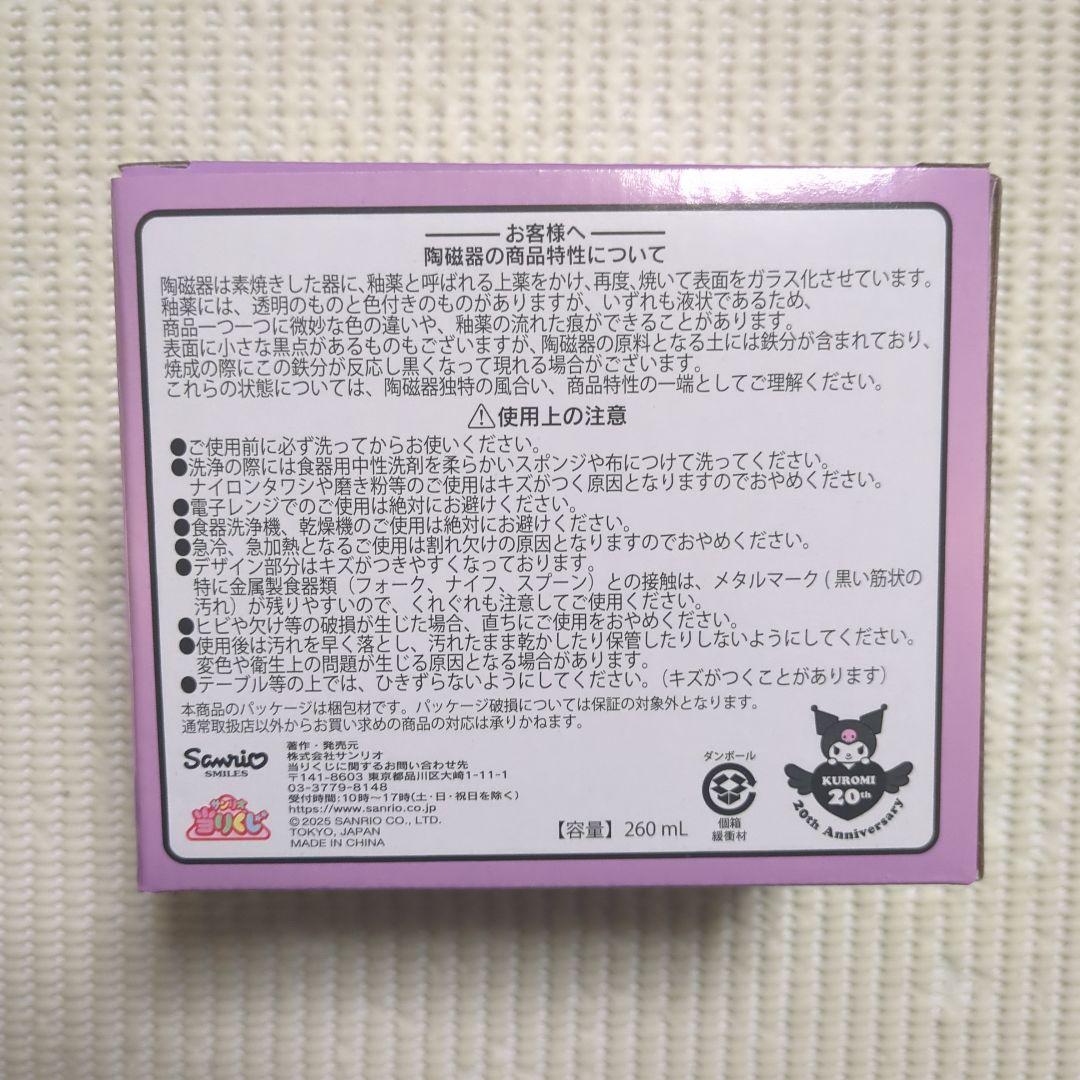 お客様へ
陶磁器の商品特性について
陶磁器は素焼きした器に、釉薬と呼ばれる上薬をかけ、再度、焼いて表面をガラス化させています。
釉薬には、透明のものと色付きのものがありますが、いずれも液状であるため、
商品一つ一つに微妙な色の違いや、釉薬の流れた痕ができることがあります。
表面に小さな黒点があるものもございますが、陶磁器の原料となる土には鉄分が含まれており、
焼成の際にこの鉄分が反応し黒くなって現れる場合がございます。
これらの状態については、陶磁器独特の風合い、商品特性の一端としてご理解ください。
⚠使用上の注意
●ご使用前に必ず洗ってからお使いください。
●洗浄の際には食器用中性洗剤を柔らかいスポンジや布につけて洗ってください。
ナイロンタワシや磨き粉等のご使用はキズがつく原因となりますのでおやめください。
●電子レンジでのご使用は絶対にお避けください。
●食器洗浄機、乾燥機のご使用は絶対にお避けください。
●急冷、急加熱となるご使用は割れ欠けの原因となりますのでおやめください。
●デザイン部分はキズがつきやすくなっております。
特に金属製食器類（フォーク、ナイフ、スプーン）との接触は、メタルマーク(黒い筋状の
汚れ）が残りやすいので、くれぐれも注意してご使用ください。
●ヒビや欠け等の破損が生じた場合、直ちにご使用をおやめください。
●使用後は汚れを早く落とし、汚れたまま乾かしたり保管したりしないようにしてください。
変色や衛生上の問題が生じる原因となる場合があります。
●テーブル等の上では、ひきずらないようにしてください。（キズがつくことがあります）
本商品のパッケージは梱包材です。パッケージ破損については保証の対象外となります。
通常取扱店以外からお買い求めの商品の対応は承りかねます。
Sanrio
SMILES
サンリオ
当りくじ
著作・発売元
株式会社サンリオ
当りくじに関するお問い合わせ先
〒141-8603 東京都品川区大崎1-11-1
03-3779-8148
受付時間:10時〜17時(土・日・祝日を除く)
https://www.sanrio.co.jp
© 2025 SANRIO CO., LTD.
TOKYO, JAPAN
MADE IN CHINA
【容量】260 mL
ダンボール
個箱
緩衝材
KUROMI
20th
20th Anniversary